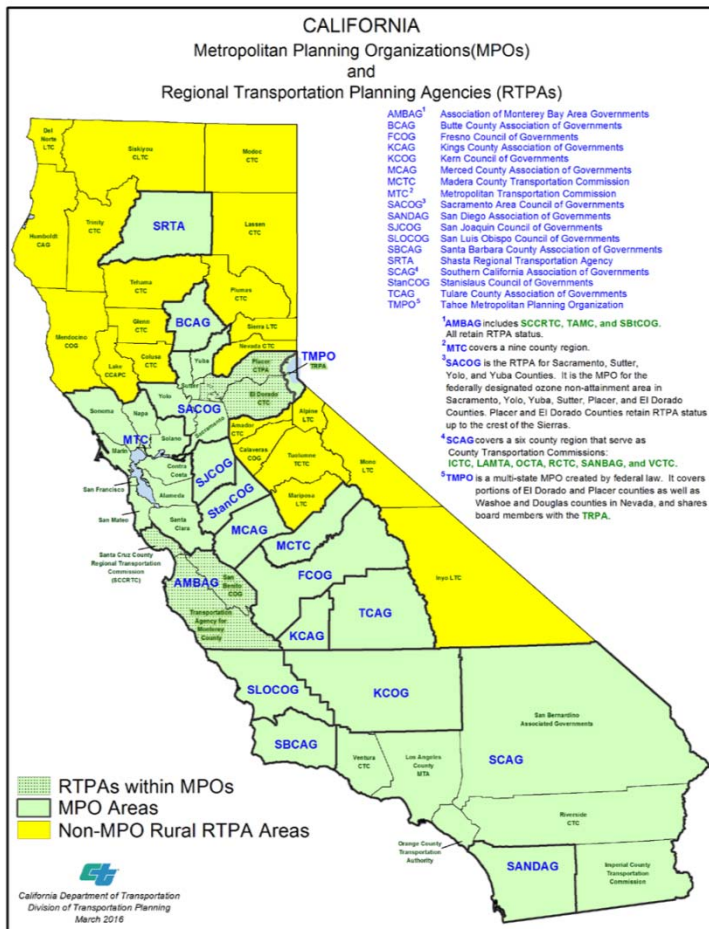 CALIFORNIA
Metropolitan Planning Organizations(MPOs)
and
Regional Transportation Planning Agencies (RTPAs)
AMBAG1 Association of Monterey Bay Area Governments
BCAG Butte County Association of Governments
FCOG Fresno Council of Governments
KCAG Kings County Association of Governments
KCOG Kern Council of Governments
MCAG Merced County Association of Governments
MCTC Madera County Transportation Commission
MTC2 Metropolitan Transportation Commission
SACOG3 Sacramento Area Council of Governments
SANDAG San Diego Association of Governments
SJCOG San Joaquin Council of Governments
SLOCOG San Luis Obispo Council of Governments
SBCAG Santa Barbara County Association of Governments
SRTA Shasta Regional Transportation Agency
SCAG4 Southern California Association of Governments
StanCOG Stanislaus Council of Governments
TCAG Tulare County Association of Governments
TMPO5 Tahoe Metropolitan Planning Organization
1AMBAG includes SCCRTC, TAMC, and SBtCOG.
All retain RTPA status.
2MTC covers a nine county region.
3SACOG is the RTPA for Sacramento, Sutter,
Yolo, and Yuba Counties. It is the MPO for the
federally designated ozone non-attainment area in
Sacramento, Yolo, Yuba, Sutter, Placer, and El Dorado
Counties. Placer and El Dorado Counties retain RTPA status
up to the crest of the Sierras.
4SCAG covers a six county region that serve as
County Transportation Commissions:
ICTC, LAMTA, OCTA, RCTC, SANBAG, and VCTC.
5TMPO is a multi-state MPO created by federal law. It covers
portions of El Dorado and Placer counties as well as
Washoe and Douglas counties in Nevada, and shares
board members with the TRPA.
Del
Norte
LTC
Siskiyou
CLTC
Modoc
CTC
Humboldt
CAG
Trinity
CTC
SRTA
Lassen
CTC
Tehama
CTC
Plumas
CTC
Mendocino
COG
Glenn
CTC
BCAG
Sierra LTC
Nevada CTC
Lake
CCAPC
Colusa
CTC
Yuba
Sutter
Placer
CTPA
TMPO
TRPA
El Dorado
CTC
Yolo
SACOG
Sacramento
Sonoma
Napa
Solano
MTC
Marin
Contra
Costa
Alameda
San Francisco
San Mateo
Santa
Clara
Alpine
LTC
Amador
CTC
Calaveras
COG
Tuolumne
TCTC
Mono
LTC
SJCOG
StanCOG
Mariposa
LTC
MCAG
MCTC
Santa Cruz County
Regional Transportation
Commission
(SCCRTC)
AMBAG
San
Benito
COG
Transportation
Agency for
Monterey
County
FCOG
Inyo LTC
TCAG
KCAG
SLOCOG
KCOG
SBCAG
Ventura
CTC
Los Angeles
County
MTA
San Bernardino
Associated Governments
SCAG
Riverside
CTC
Orange County
Transportation
Authority
SANDAG
Imperial County
Transportation
Commission
RTPAs within MPOs
MPO Areas
Non-MPO Rural RTPA Areas
ct
California Department of Transportation
Division of Transportation Planning
March 2016